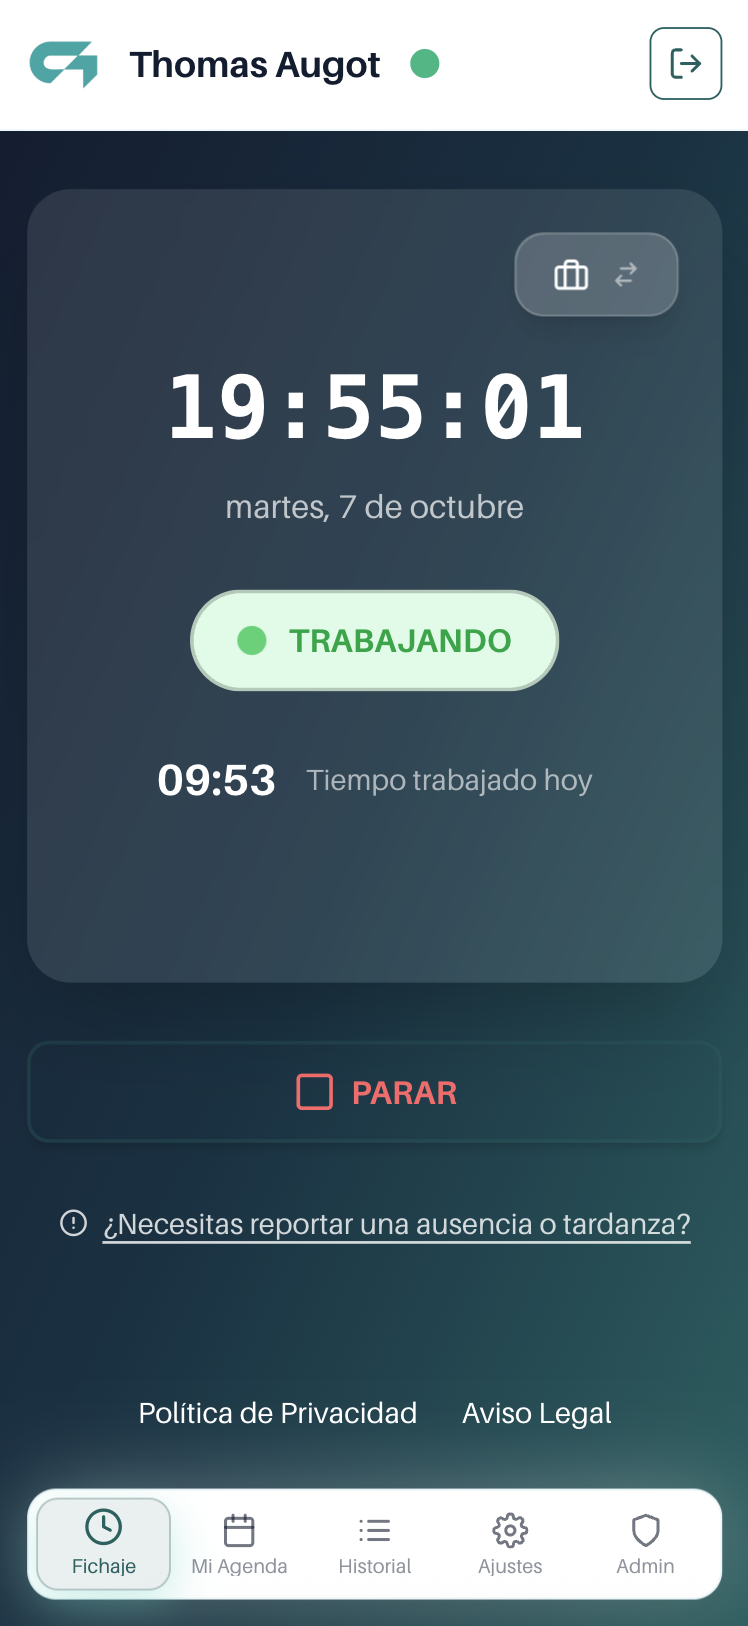 Thomas Augot
19:55:01
martes, 7 de octubre
TRABAJANDO
09:53 Tiempo trabajado hoy
PARAR
¿Necesitas reportar una ausencia o tardanza?
Política de Privacidad Aviso Legal
Fichaje Mi Agenda Historial Ajustes Admin